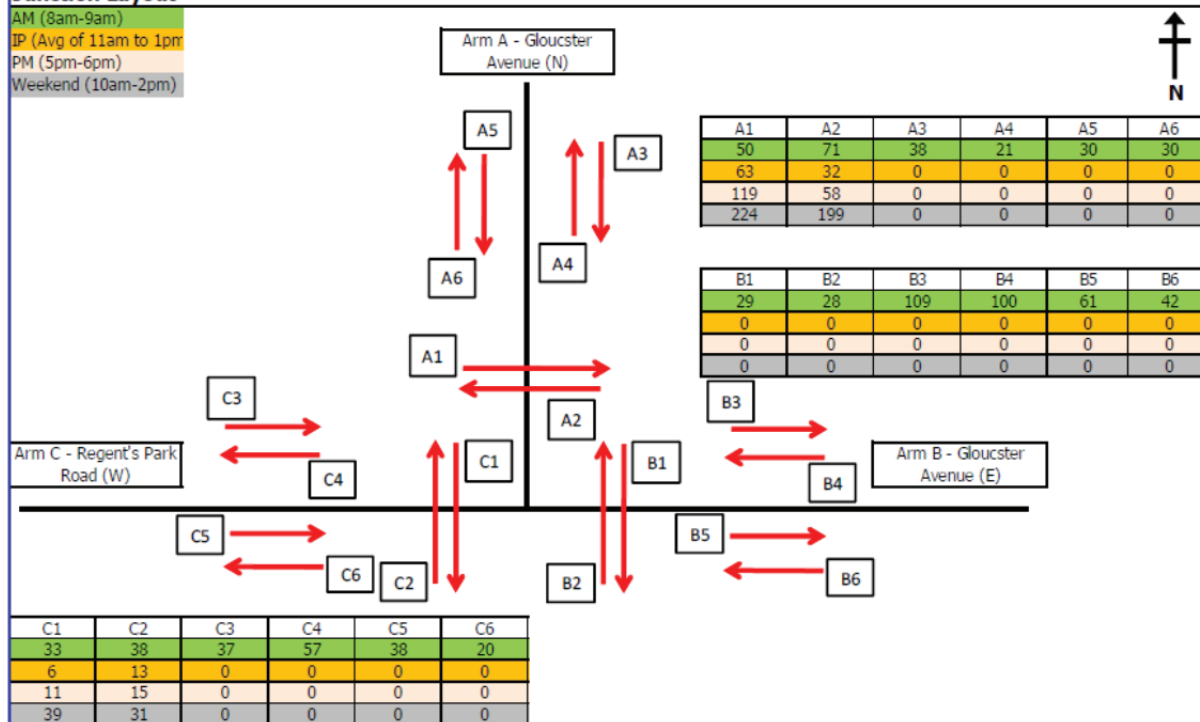 AM (8am-9am)
IP (Avg of 11am to 1pm
PM (5pm-6pm)
Weekend (10am-2pm)
Arm A - Gloucster
Avenue (N)
N
A5
A3
A6
A4
A1 A2 A3 A4 A5 A6
50 71 38 21 30 30
63 32 0 0 0 0
119 58 0 0 0 0
224 199 0 0 0 0
B1 B2 B3 B4 B5 B6
29 28 109 100 61 42
0 0 0 0 0 0
0 0 0 0 0 0
0 0 0 0 0 0
A1
C3
A2
B3
Arm C - Regent's Park
Road (W)
C4
C1
B1
B4
Arm B - Gloucster
Avenue (E)
C5
C6
C2
B2
B5
B6
C1 C2 C3 C4 C5 C6
33 38 37 57 38 20
6 13 0 0 0 0
11 15 0 0 0 0
39 31 0 0 0 0